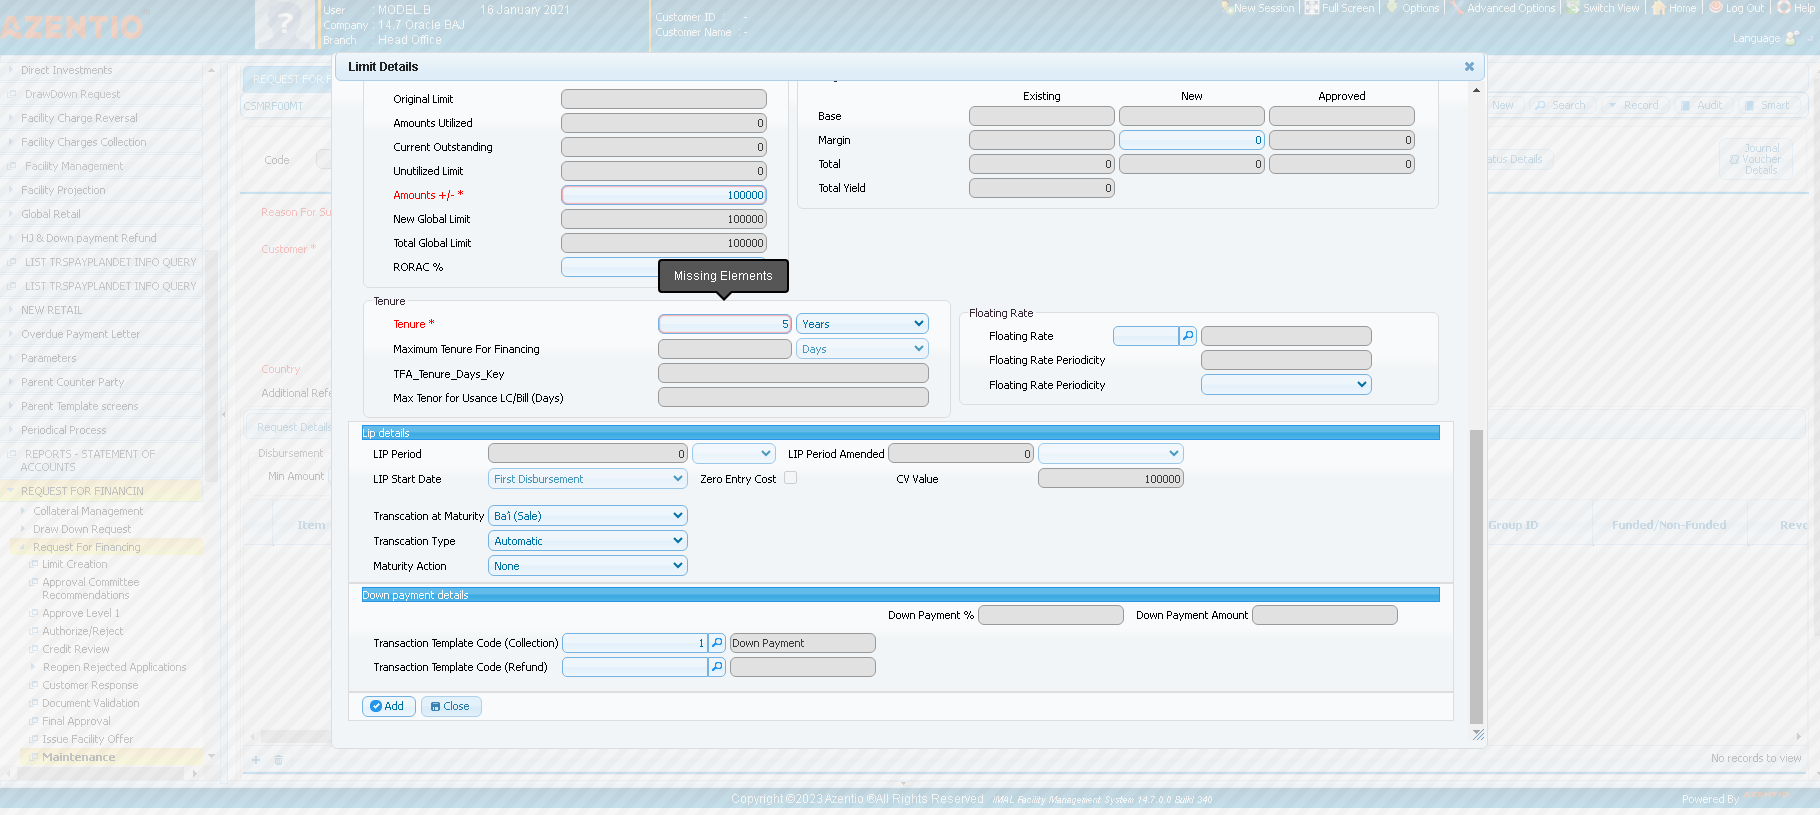 AZENTIO
User : MODEL B 16 January 2021
Company : 14.7 Oracle BAJ
Branch : Head Office
Customer ID : -
Customer Name : -
New Session Full Screen Options Advanced Options Switch View Home Log Out Help
Language
Direct Investments
DrawDown Request
Facility Charge Reversal
Facility Charges Collection
Facility Management
Facility Projection
Global Retail
HJ & Down payment Refund
LIST TRSPAYPLANDET INFO QUERY
LIST TRSPAYPLANDET INFO QUERY
NEW RETAIL
Overdue Payment Letter
Parameters
Parent Counter Party
Parent Template screens
Periodical Process
REPORTS - STATEMENT OF
ACCOUNTS
REQUEST FOR FINANCIN
Collateral Management
Draw Down Request
Request For Financing
Limit Creation
Approval Committee
Recommendations
Approve Level 1
Authorize/Reject
Credit Review
Reopen Rejected Applications
Customer Response
Document Validation
Final Approval
Issue Facility Offer
Maintenance
REQUEST FOR F
CSMRF00MT
New Search Record Audit Smart
Code
atus Details
Journal
Voucher
Details
Reason For Su
Customer *
Country
Additional Refe
Request Details
Disbursement
Min Amount
Item
Group ID Funded/Non-Funded Revo
No records to view
Limit Details
Original Limit
Amounts Utilized 0
Current Outstanding 0
Unutilized Limit 0
Amounts +/- * 100000
New Global Limit 100000
Total Global Limit 100000
RORAC %
Existing New Approved
Base
Margin 0
Total 0 0 0
Total Yield 0
Missing Elements
Tenure
Tenure * 5 Years
Maximum Tenure For Financing Days
TFA_Tenure_Days_Key
Max Tenor for Usance LC/Bill (Days)
Floating Rate
Floating Rate
Floating Rate Periodicity
Floating Rate Periodicity
Lip details
LIP Period 0 LIP Period Amended 0
LIP Start Date First Disbursement Zero Entry Cost CV Value 100000
Transcation at Maturity Ba'i (Sale)
Transcation Type Automatic
Maturity Action None
Down payment details
Down Payment % Down Payment Amount
Transaction Template Code (Collection) 1 Down Payment
Transaction Template Code (Refund)
Add Close
Copyright ©2023 Azentio ®All Rights Reserved iMAL Facility Management System 14.7.0.0 Build 340
Powered By AZENTIO